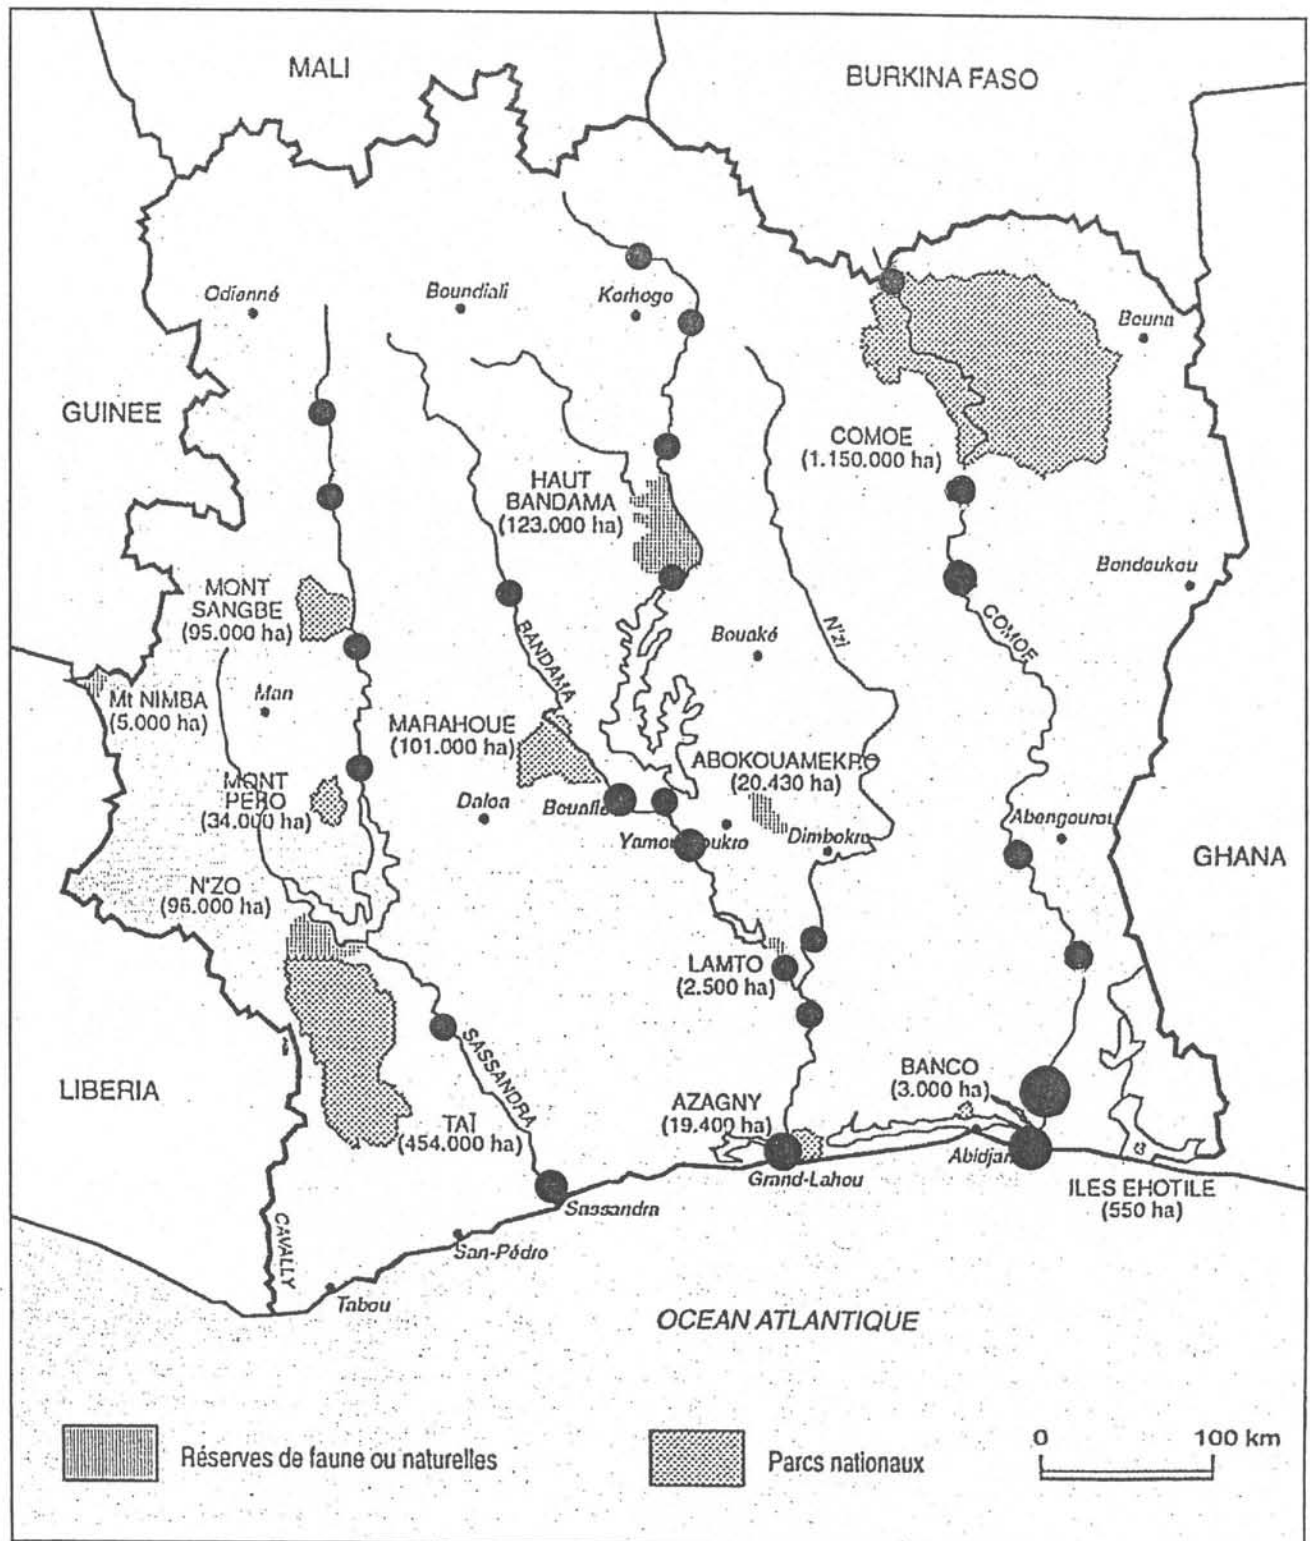 MALI
BURKINA FASO
Odienné
Boundiali
Korhogo
Bouna
GUINEE
COMOE
(1.150.000 ha)
HAUT
BANDAMA
(123.000 ha)
Bondoukou
MONT
SANGBE
(95.000 ha)
BANDAMA
Bouaké
N'zi
COMOE
Mt NIMBA
(5.000 ha)
Man
MARAHOUE
(101.000 ha)
ABOKOUAMEKRO
(20.430 ha)
MONT
PEKO
(34.000 ha)
Daloa
Dimbokro
Abengourou
GHANA
N'ZO
(96.000 ha)
LAMTO
(2.500 ha)
SASSANDRA
LIBERIA
BANCO
(3.000 ha)
AZAGNY
(19.400 ha)
TAÏ
(454.000 ha)
Abidjan
Grand-Lahou
ILES EHOTILE
(550 ha)
Sassandra
CAVALLY
San-Pédro
Tabou
OCEAN ATLANTIQUE
Réserves de faune ou naturelles
Parcs nationaux
0 100 km